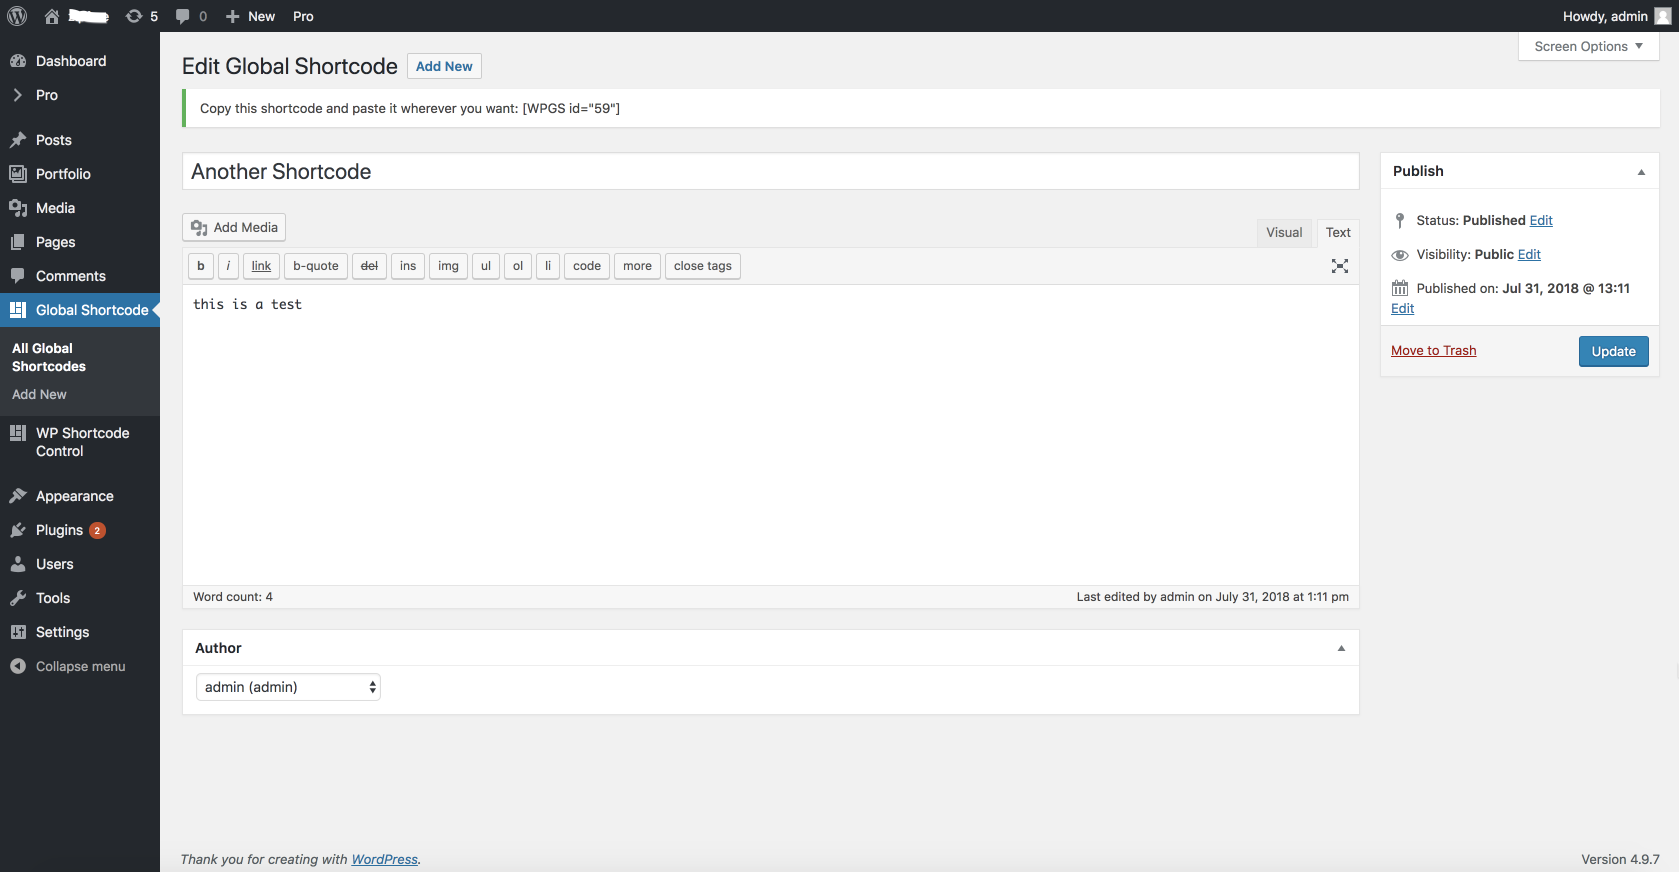 5 0 New Pro Howdy, admin
Screen Options
Dashboard
Pro
Posts
Portfolio
Media
Pages
Comments
Global Shortcode
All Global
Shortcodes
Add New
WP Shortcode
Control
Appearance
Plugins 2
Users
Tools
Settings
Collapse menu
Edit Global Shortcode Add New
Copy this shortcode and paste it wherever you want: [WPGS id="59"]
Another Shortcode
Add Media
Visual Text
b i link b-quote del ins img ul ol li code more close tags
this is a test
Word count: 4 Last edited by admin on July 31, 2018 at 1:11 pm
Author
admin (admin)
Publish
Status: Published Edit
Visibility: Public Edit
Published on: Jul 31, 2018 @ 13:11
Edit
Move to Trash Update
Thank you for creating with WordPress. Version 4.9.7